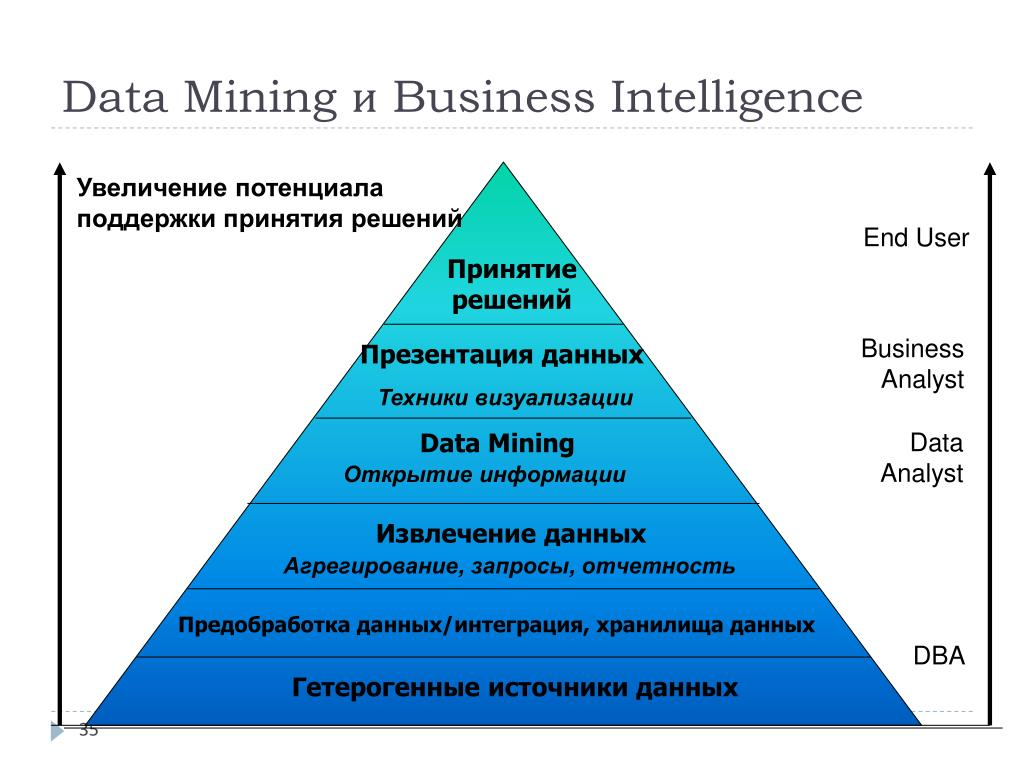 Data Mining и Business Intelligence
Увеличение потенциала
поддержки принятия решений
End User
Принятие
решений
Презентация данных
Техники визуализации
Business
Analyst
Data Mining
Открытие информации
Data
Analyst
Извлечение данных
Агрегирование, запросы, отчетность
Предобработка данных/интеграция, хранилища данных
DBA
Гетерогенные источники данных
35